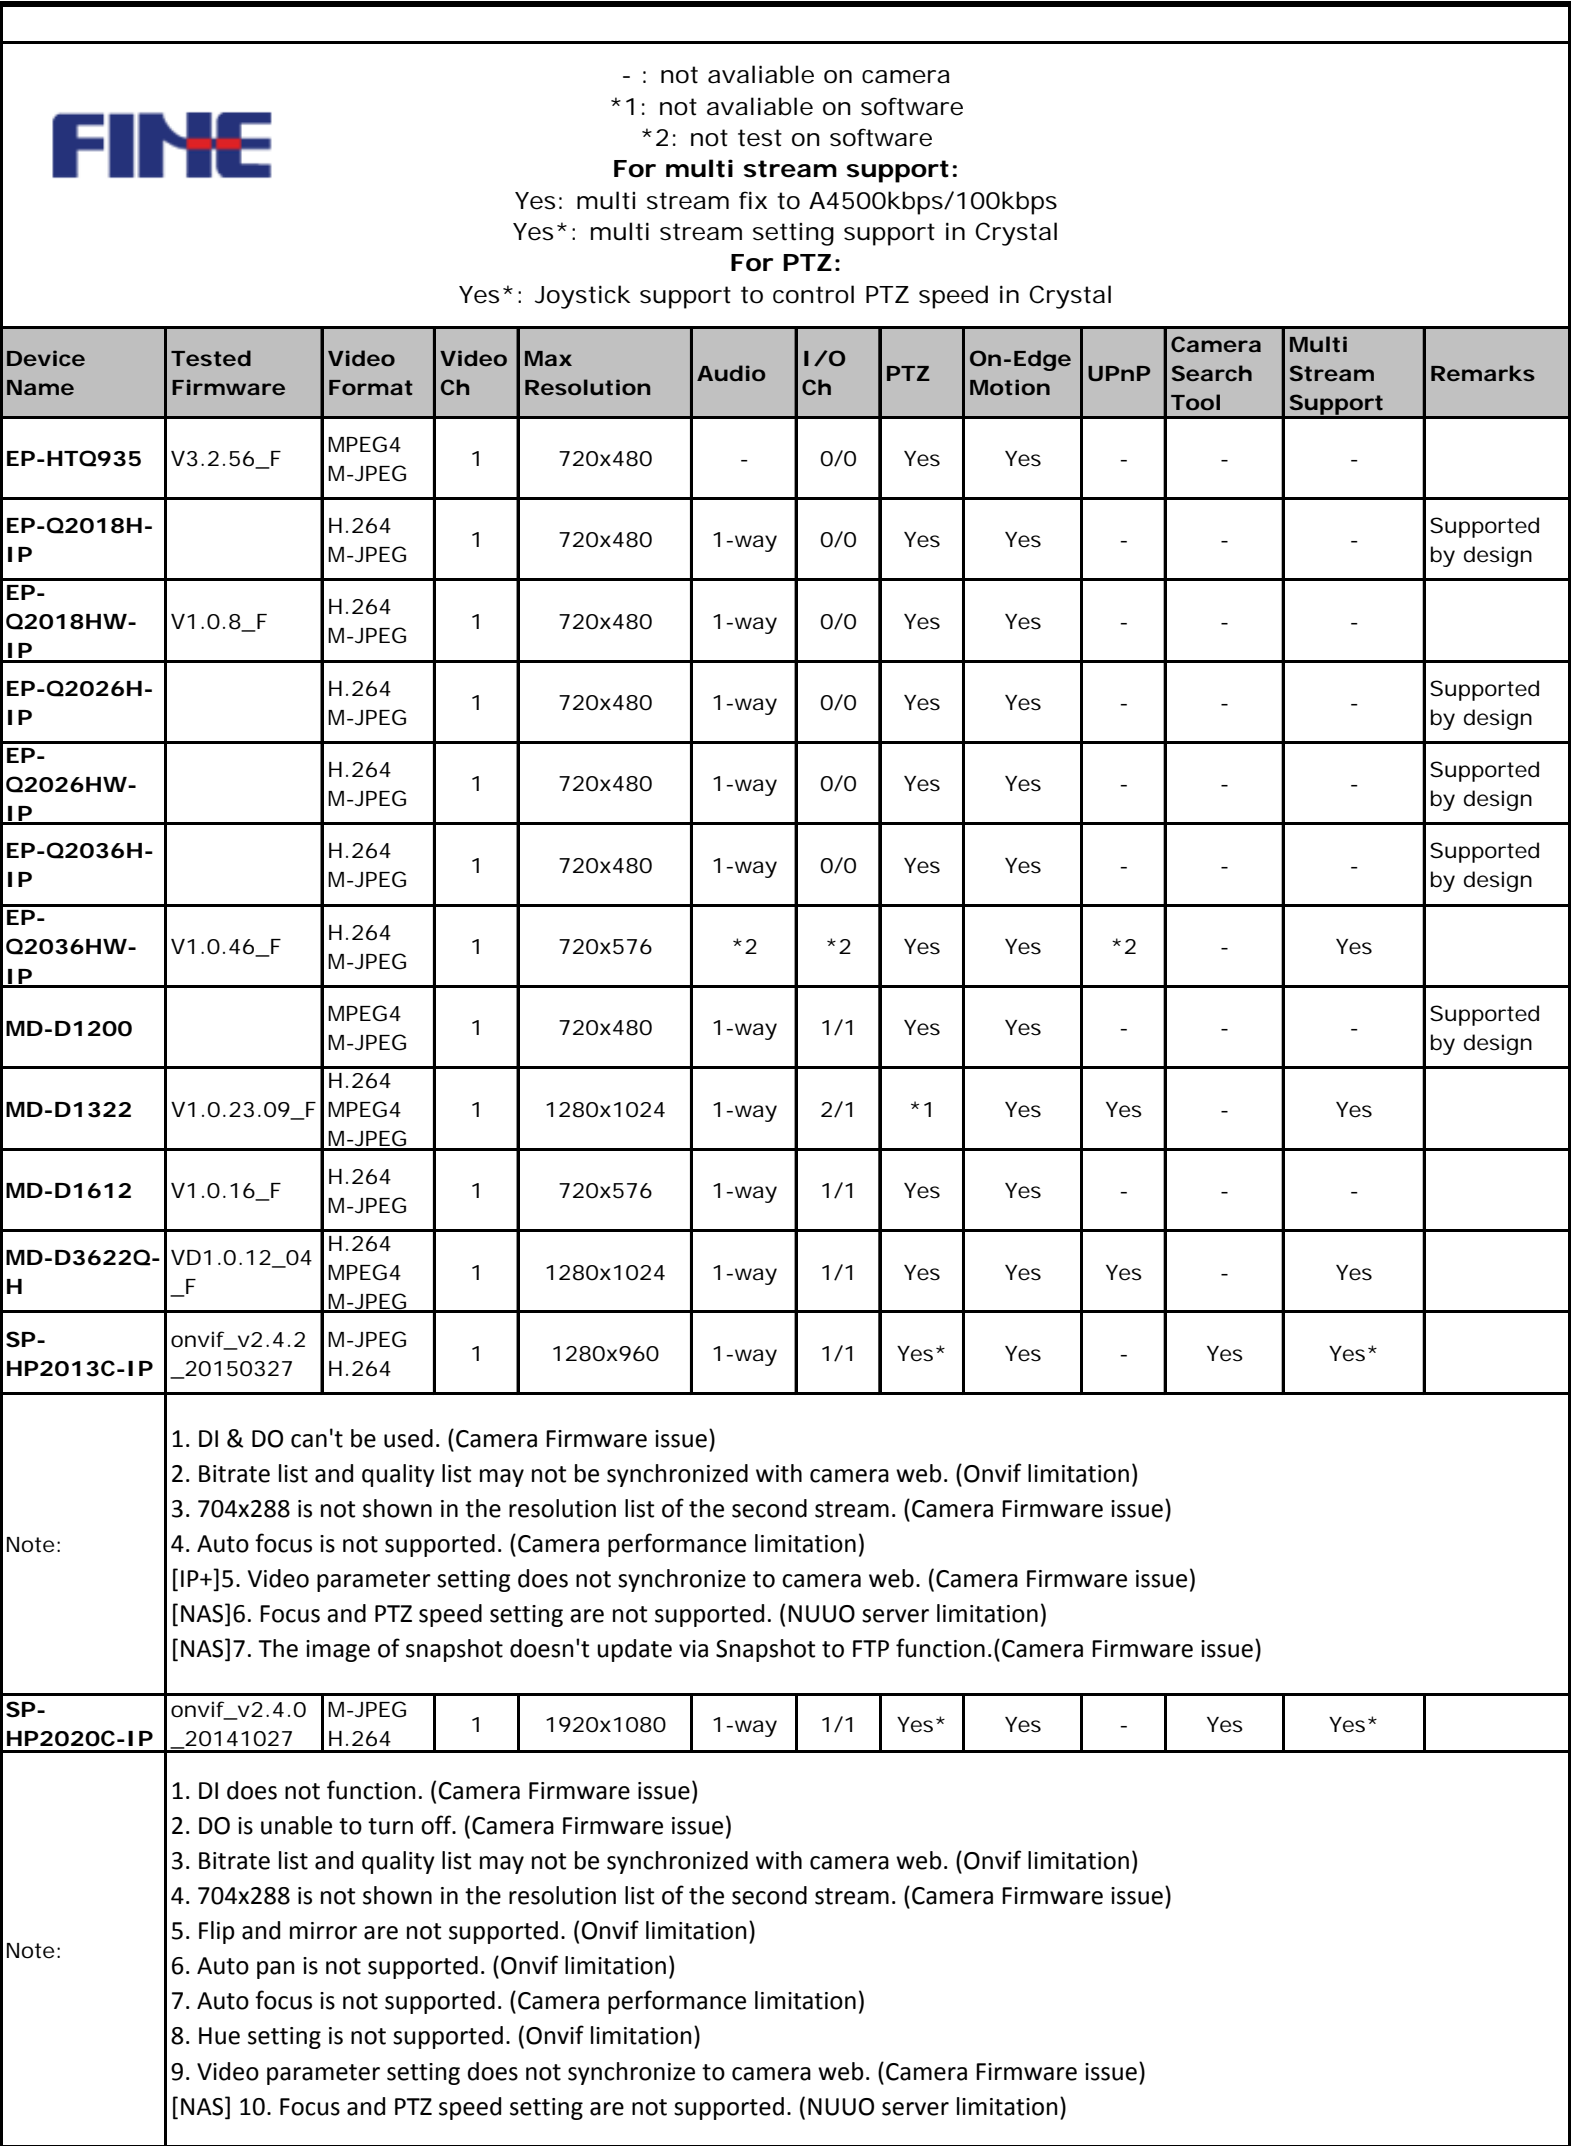 - : not avaliable on camera
*1: not avaliable on software
*2: not test on software
FINE
For multi stream support:
Yes: multi stream fix to A4500kbps/100kbps
Yes*: multi stream setting support in Crystal
For PTZ:
Yes*: Joystick support to control PTZ speed in Crystal
Device Name Tested Firmware Video Format Video Ch Max Resolution Audio I/O Ch PTZ On-Edge Motion UPnP Camera Search Tool Multi Stream Support Remarks
EP-HTQ935 V3.2.56_F MPEG4 M-JPEG 1 720x480 - 0/0 Yes Yes - - -
EP-Q2018H-IP H.264 M-JPEG 1 720x480 1-way 0/0 Yes Yes - - - Supported by design
EP-Q2018HW-IP V1.0.8_F H.264 M-JPEG 1 720x480 1-way 0/0 Yes Yes - - -
EP-Q2026H-IP H.264 M-JPEG 1 720x480 1-way 0/0 Yes Yes - - - Supported by design
EP-Q2026HW-IP H.264 M-JPEG 1 720x480 1-way 0/0 Yes Yes - - - Supported by design
EP-Q2036H-IP H.264 M-JPEG 1 720x480 1-way 0/0 Yes Yes - - - Supported by design
EP-Q2036HW-IP V1.0.46_F H.264 M-JPEG 1 720x576 *2 *2 Yes Yes *2 - Yes
MD-D1200 MPEG4 M-JPEG 1 720x480 1-way 1/1 Yes Yes - - - Supported by design
MD-D1322 V1.0.23.09_F H.264 MPEG4 M-JPEG 1 1280x1024 1-way 2/1 *1 Yes Yes - Yes
MD-D1612 V1.0.16_F H.264 M-JPEG 1 720x576 1-way 1/1 Yes Yes - - -
MD-D3622Q-H VD1.0.12_04_F H.264 MPEG4 M-JPEG 1 1280x1024 1-way 1/1 Yes Yes Yes - Yes
SP-HP2013C-IP onvif_v2.4.2_20150327 M-JPEG H.264 1 1280x960 1-way 1/1 Yes* Yes - Yes Yes*
Note:
1. DI & DO can't be used. (Camera Firmware issue)
2. Bitrate list and quality list may not be synchronized with camera web. (Onvif limitation)
3. 704x288 is not shown in the resolution list of the second stream. (Camera Firmware issue)
4. Auto focus is not supported. (Camera performance limitation)
[IP+]5. Video parameter setting does not synchronize to camera web. (Camera Firmware issue)
[NAS]6. Focus and PTZ speed setting are not supported. (NUUO server limitation)
[NAS]7. The image of snapshot doesn't update via Snapshot to FTP function.(Camera Firmware issue)
SP-HP2020C-IP onvif_v2.4.0_20141027 M-JPEG H.264 1 1920x1080 1-way 1/1 Yes* Yes - Yes Yes*
Note:
1. DI does not function. (Camera Firmware issue)
2. DO is unable to turn off. (Camera Firmware issue)
3. Bitrate list and quality list may not be synchronized with camera web. (Onvif limitation)
4. 704x288 is not shown in the resolution list of the second stream. (Camera Firmware issue)
5. Flip and mirror are not supported. (Onvif limitation)
6. Auto pan is not supported. (Onvif limitation)
7. Auto focus is not supported. (Camera performance limitation)
8. Hue setting is not supported. (Onvif limitation)
9. Video parameter setting does not synchronize to camera web. (Camera Firmware issue)
[NAS] 10. Focus and PTZ speed setting are not supported. (NUUO server limitation)